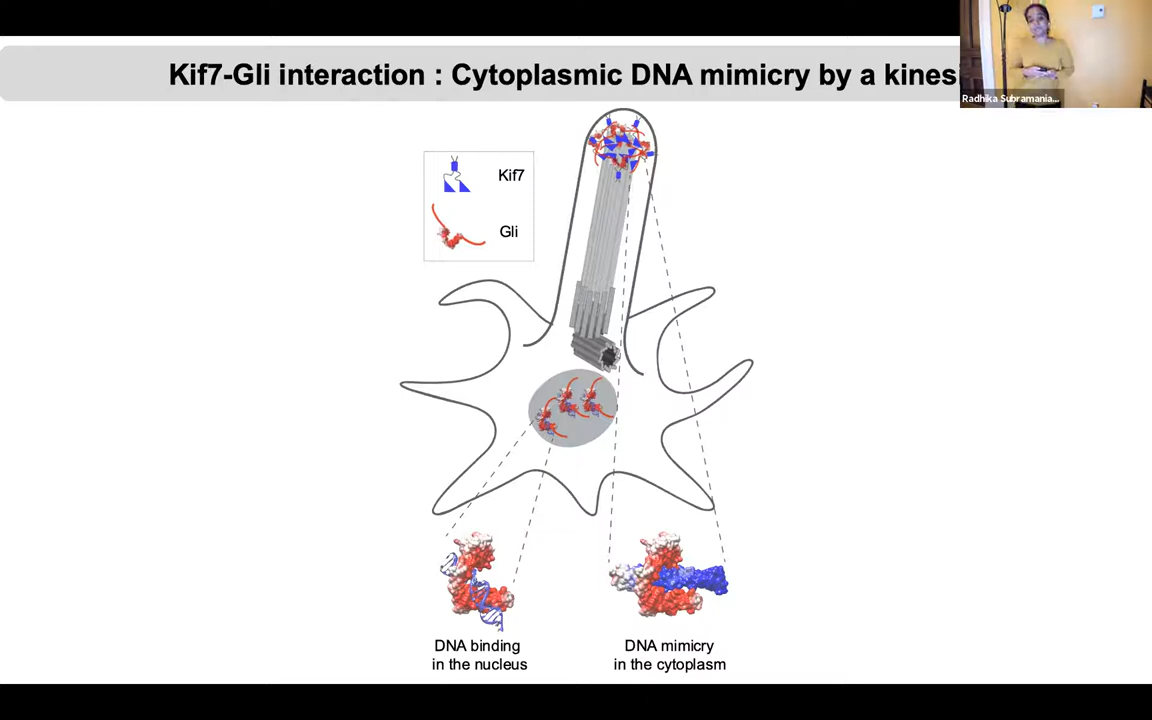 Kif7-Gli interaction : Cytoplasmic DNA mimicry by a kines
Radhika Subramania...
Kif7
Gli
DNA binding
in the nucleus
DNA mimicry
in the cytoplasm